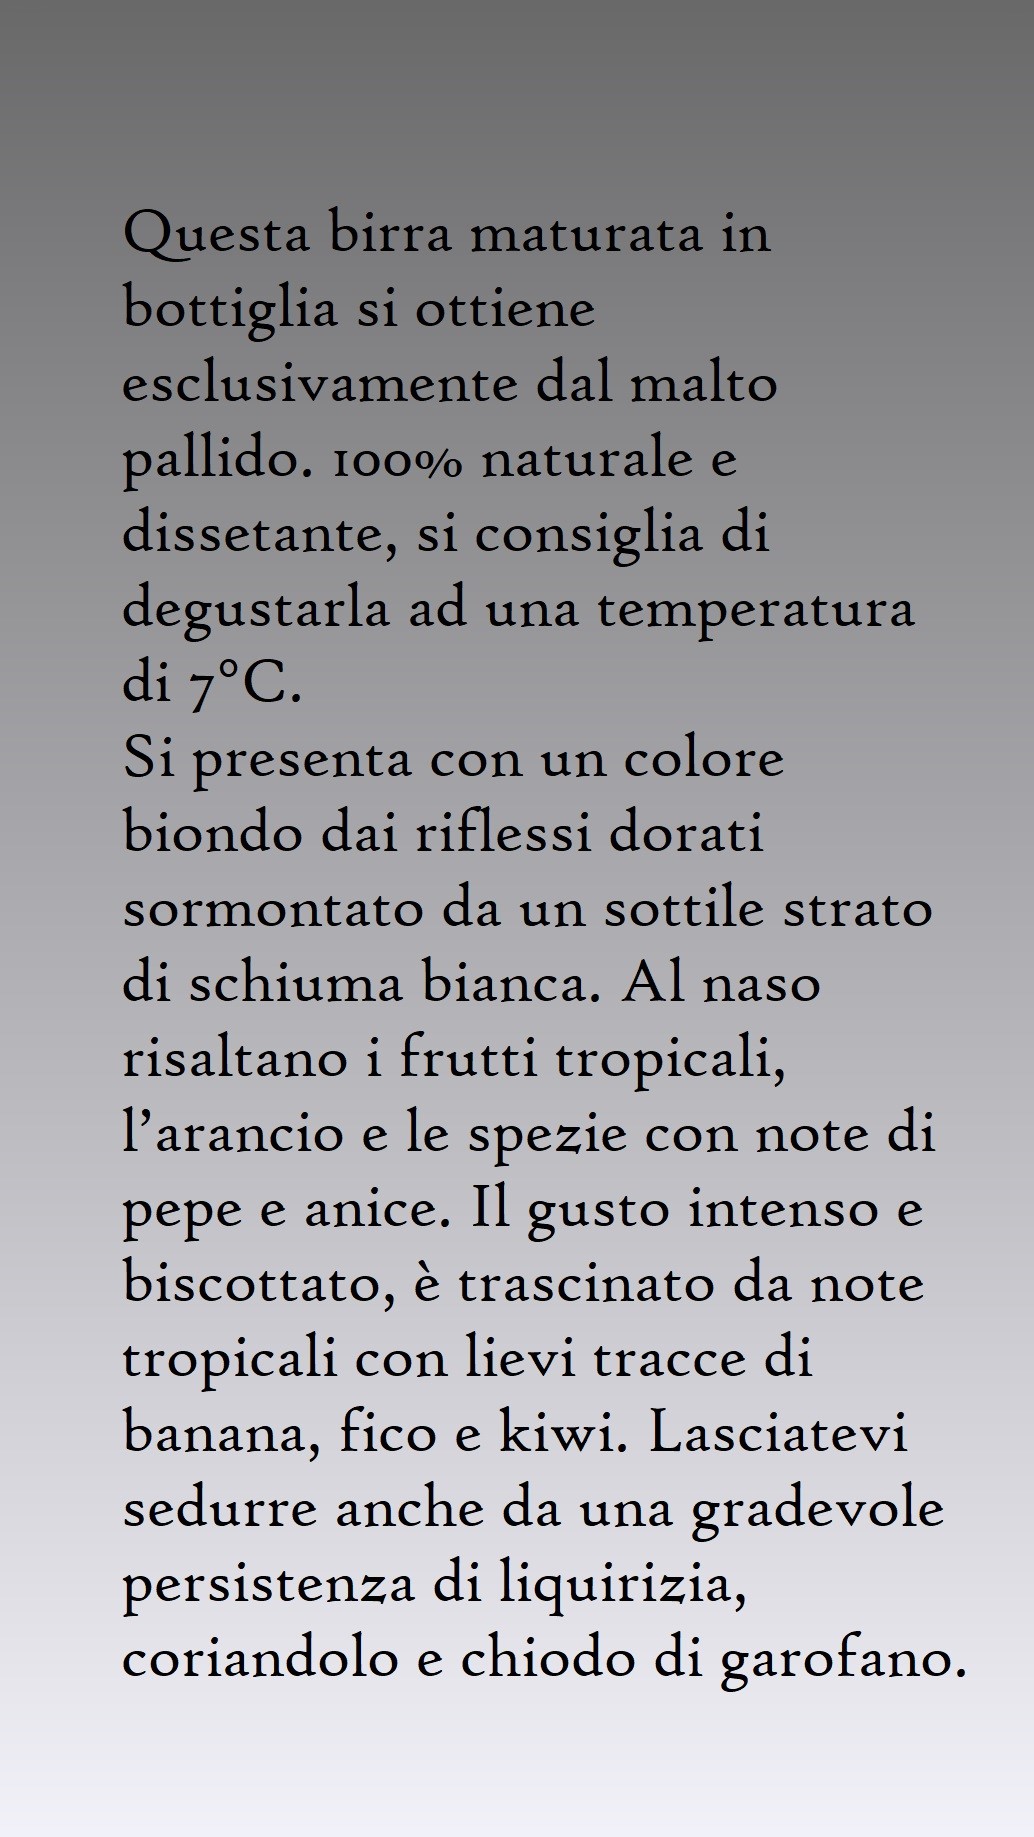 Questa birra maturata in
bottiglia si ottiene
esclusivamente dal malto
pallido. 100% naturale e
dissetante, si consiglia di
degustarla ad una temperatura
di 7°C.
Si presenta con un colore
biondo dai riflessi dorati
sormontato da un sottile strato
di schiuma bianca. Al naso
risaltano i frutti tropicali,
l’arancio e le spezie con note di
pepe e anice. Il gusto intenso e
biscottato, è trascinato da note
tropicali con lievi tracce di
banana, fico e kiwi. Lasciatevi
sedurre anche da una gradevole
persistenza di liquirizia,
coriandolo e chiodo di garofano.